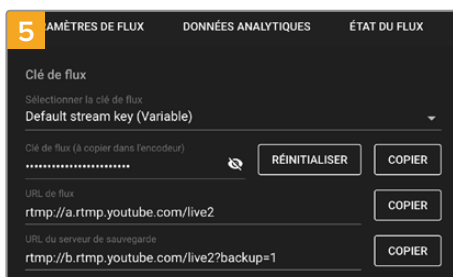 5
PARAMÈTRES DE FLUX DONNÉES ANALYTIQUES ÉTAT DU FLUX
Clé de flux
Sélectionner la clé de flux
Default stream key (Variable)
Clé de flux (à copier dans l'encodeur)
••••••••••••••••••••••••
RÉINITIALISER COPIER
URL de flux
rtmp://a.rtmp.youtube.com/live2
COPIER
URL du serveur de sauvegarde
rtmp://b.rtmp.youtube.com/live2?backup=1
COPIER